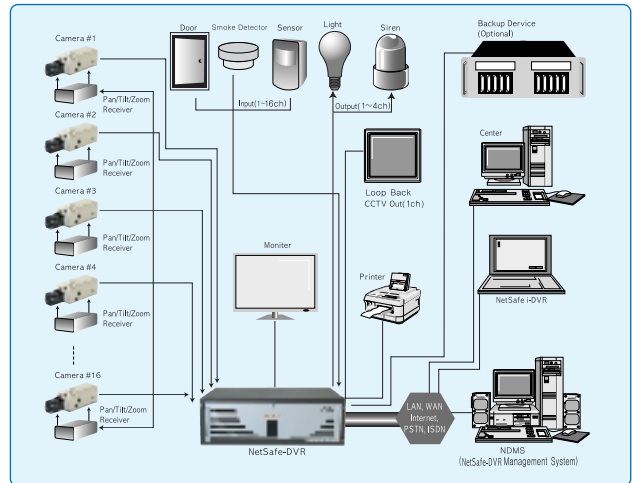 Door
Smoke Detector
Sensor
Light
Siren
Backup Dervice
(Optional)
Camera #1
Pan/Tilt/Zoom
Receiver
Input(1~16ch)
Output(1~4ch)
Camera #2
Pan/Tilt/Zoom
Receiver
Center
Loop Back
CCTV Out(1ch)
Camera #3
Pan/Tilt/Zoom
Receiver
Moniter
Printer
Camera #4
Pan/Tilt/Zoom
Receiver
NetSafe i-DVR
Camera #16
Pan/Tilt/Zoom
Receiver
LAN, WAN
Internet,
PSTN, ISDN
NetSafe-DVR
NDMS
(NetSafe-DVR Management System)